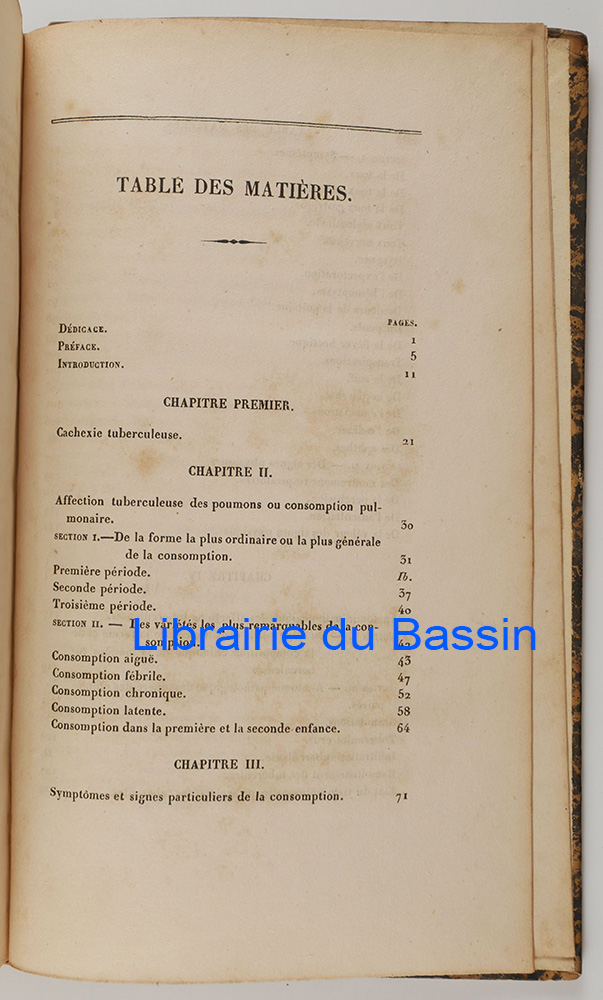 TABLE DES MATIÈRES.
PAGES.
DÉDICACE. 1
PRÉFACE. 5
INTRODUCTION. 11
CHAPITRE PREMIER.
Cachexie tuberculeuse. 21
CHAPITRE II.
Affection tuberculeuse des poumons ou consomption pul-
monaire. 30
SECTION I.—De la forme la plus ordinaire ou la plus générale
de la consomption. 31
Première période. Ib.
Seconde période. 37
Troisième période. 40
SECTION II. — Des variétés les plus remarquables de la con-
somption. 42
Librairie du Bassin
Consomption aiguë. 43
Consomption fébrile. 47
Consomption chronique. 52
Consomption latente. 58
Consomption dans la première et la seconde enfance. 64
CHAPITRE III.
Symptômes et signes particuliers de la consomption. 71